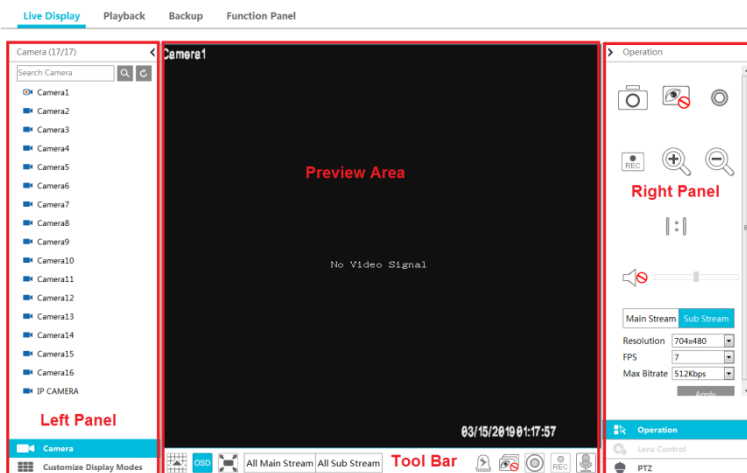 Live Display Playback Backup Function Panel
Camera (17/17)
Search Camera
Camera1
Camera2
Camera3
Camera4
Camera5
Camera6
Camera7
Camera8
Camera9
Camera10
Camera11
Camera12
Camera13
Camera14
Camera15
Camera16
IP CAMERA
Left Panel
Camera
Customize Display Modes
Camera1
Preview Area
No Video Signal
03/15/2019 01:17:57
OSD All Main Stream All Sub Stream Tool Bar REC
Operation
REC
Right Panel
1:1
Main Stream Sub Stream
Resolution 704x480
FPS 7
Max Bitrate 512Kbps
Apply
Operation
Lens Control
PTZ